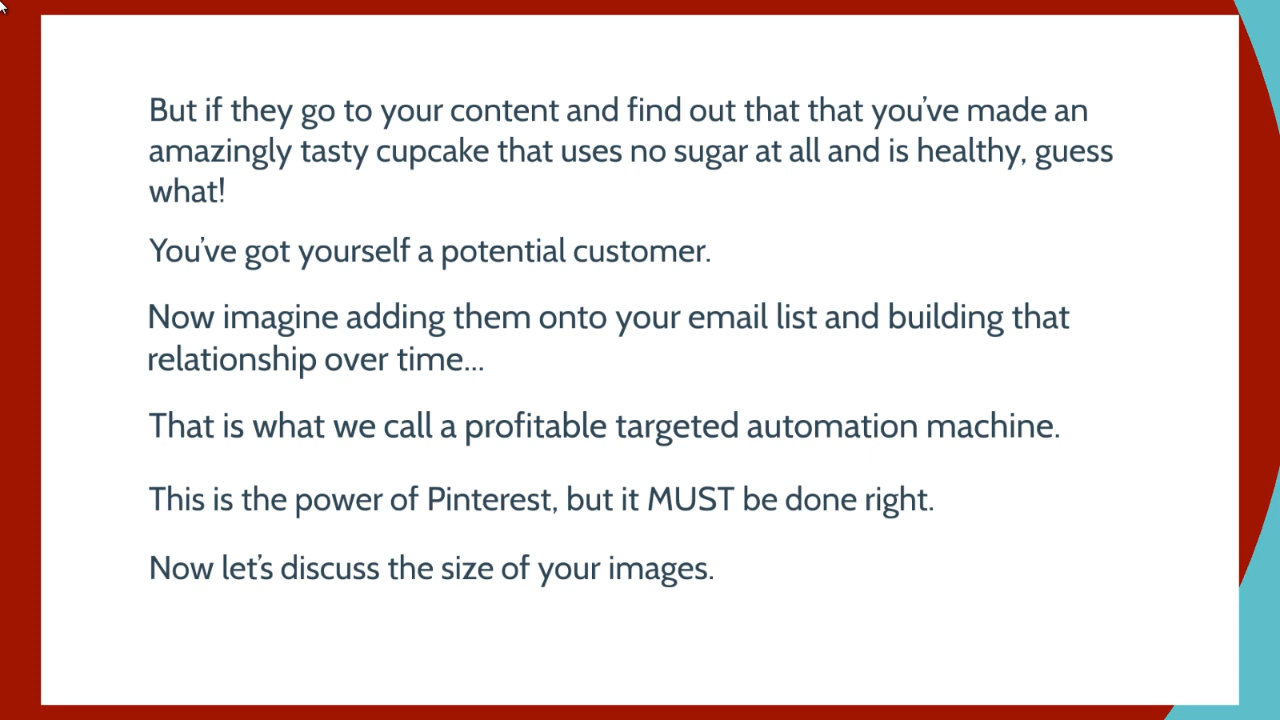 But if they go to your content and find out that that you've made an
amazingly tasty cupcake that uses no sugar at all and is healthy, guess
what!
You've got yourself a potential customer.
Now imagine adding them onto your email list and building that
relationship over time...
That is what we call a profitable targeted automation machine.
This is the power of Pinterest, but it MUST be done right.
Now let's discuss the size of your images.